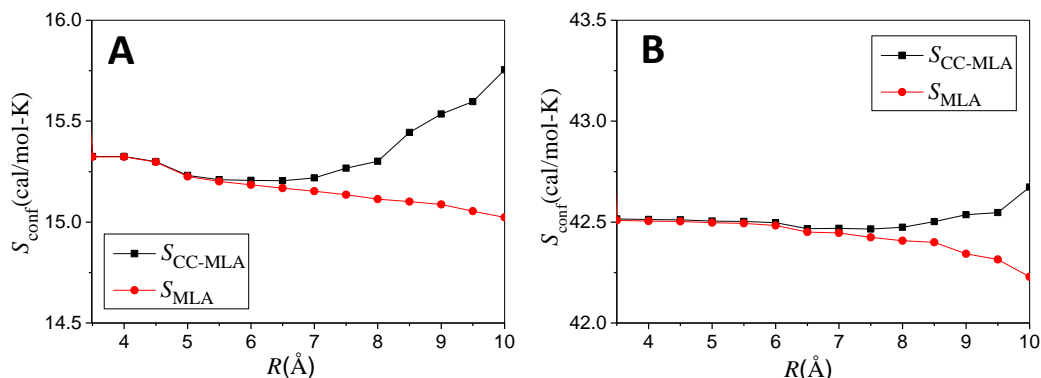 A
S_conf(cal/mol-K)
16.0
15.5
15.0
14.5
S_CC-MLA
S_MLA
4 5 6 7 8 9 10
R(Å)
B
S_conf(cal/mol-K)
43.5
43.0
42.5
42.0
S_CC-MLA
S_MLA
4 5 6 7 8 9 10
R(Å)